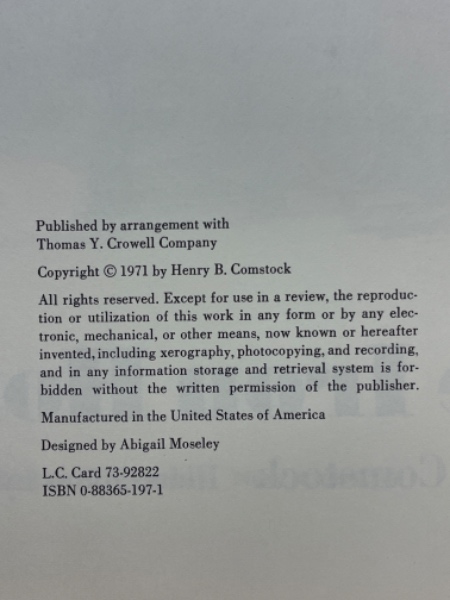 Published by arrangement with
Thomas Y. Crowell Company
Copyright © 1971 by Henry B. Comstock
All rights reserved. Except for use in a review, the reproduc-
tion or utilization of this work in any form or by any elec-
tronic, mechanical, or other means, now known or hereafter
invented, including xerography, photocopying, and recording,
and in any information storage and retrieval system is for-
bidden without the written permission of the publisher.
Manufactured in the United States of America
Designed by Abigail Moseley
L.C. Card 73-92822
ISBN 0-88365-197-1